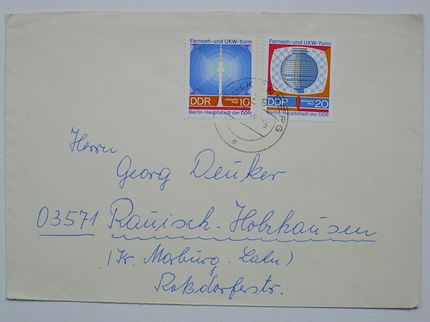 Fernseh-und UKW-Turm
DDR 10
Berlin-Hauptstadt der DDR
Fernseh-und UKW-Turm
DDR 20
Berlin-Hauptstadt der DDR
Herrn
Georg Deuker
03571 Rauisch-Holzhausen
(Kr. Marburg-Lahn)
Roßdorferstr.